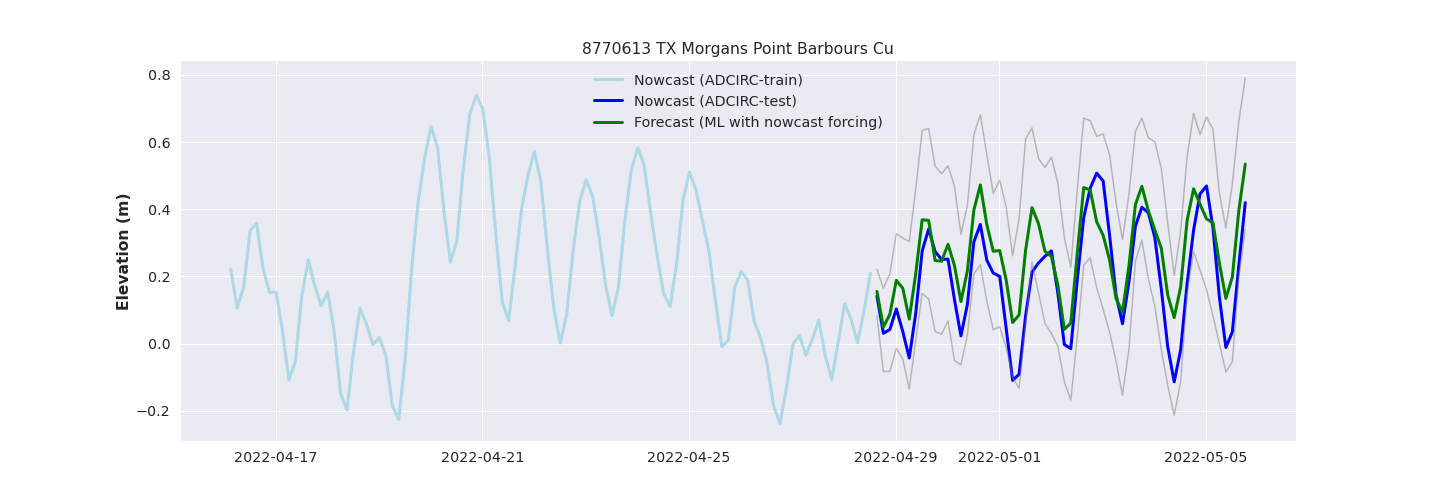 8770613 TX Morgans Point Barbours Cu
Nowcast (ADCIRC-train)
Nowcast (ADCIRC-test)
Forecast (ML with nowcast forcing)
Elevation (m)
0.8
0.6
0.4
0.2
0.0
−0.2
2022-04-17 2022-04-21 2022-04-25 2022-04-29 2022-05-01 2022-05-05